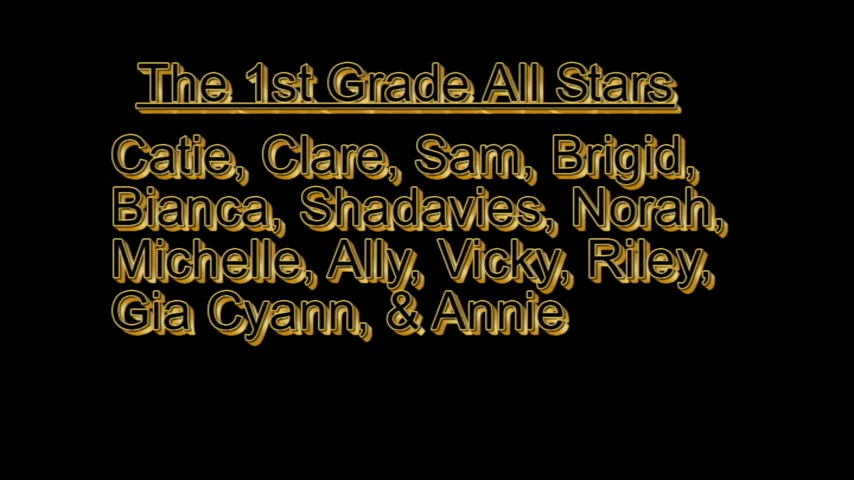 The 1st Grade All Stars
Catie, Clare, Sam, Brigid,
Bianca, Shadavies, Norah,
Michelle, Ally, Vicky, Riley,
Gia Cyann, & Annie